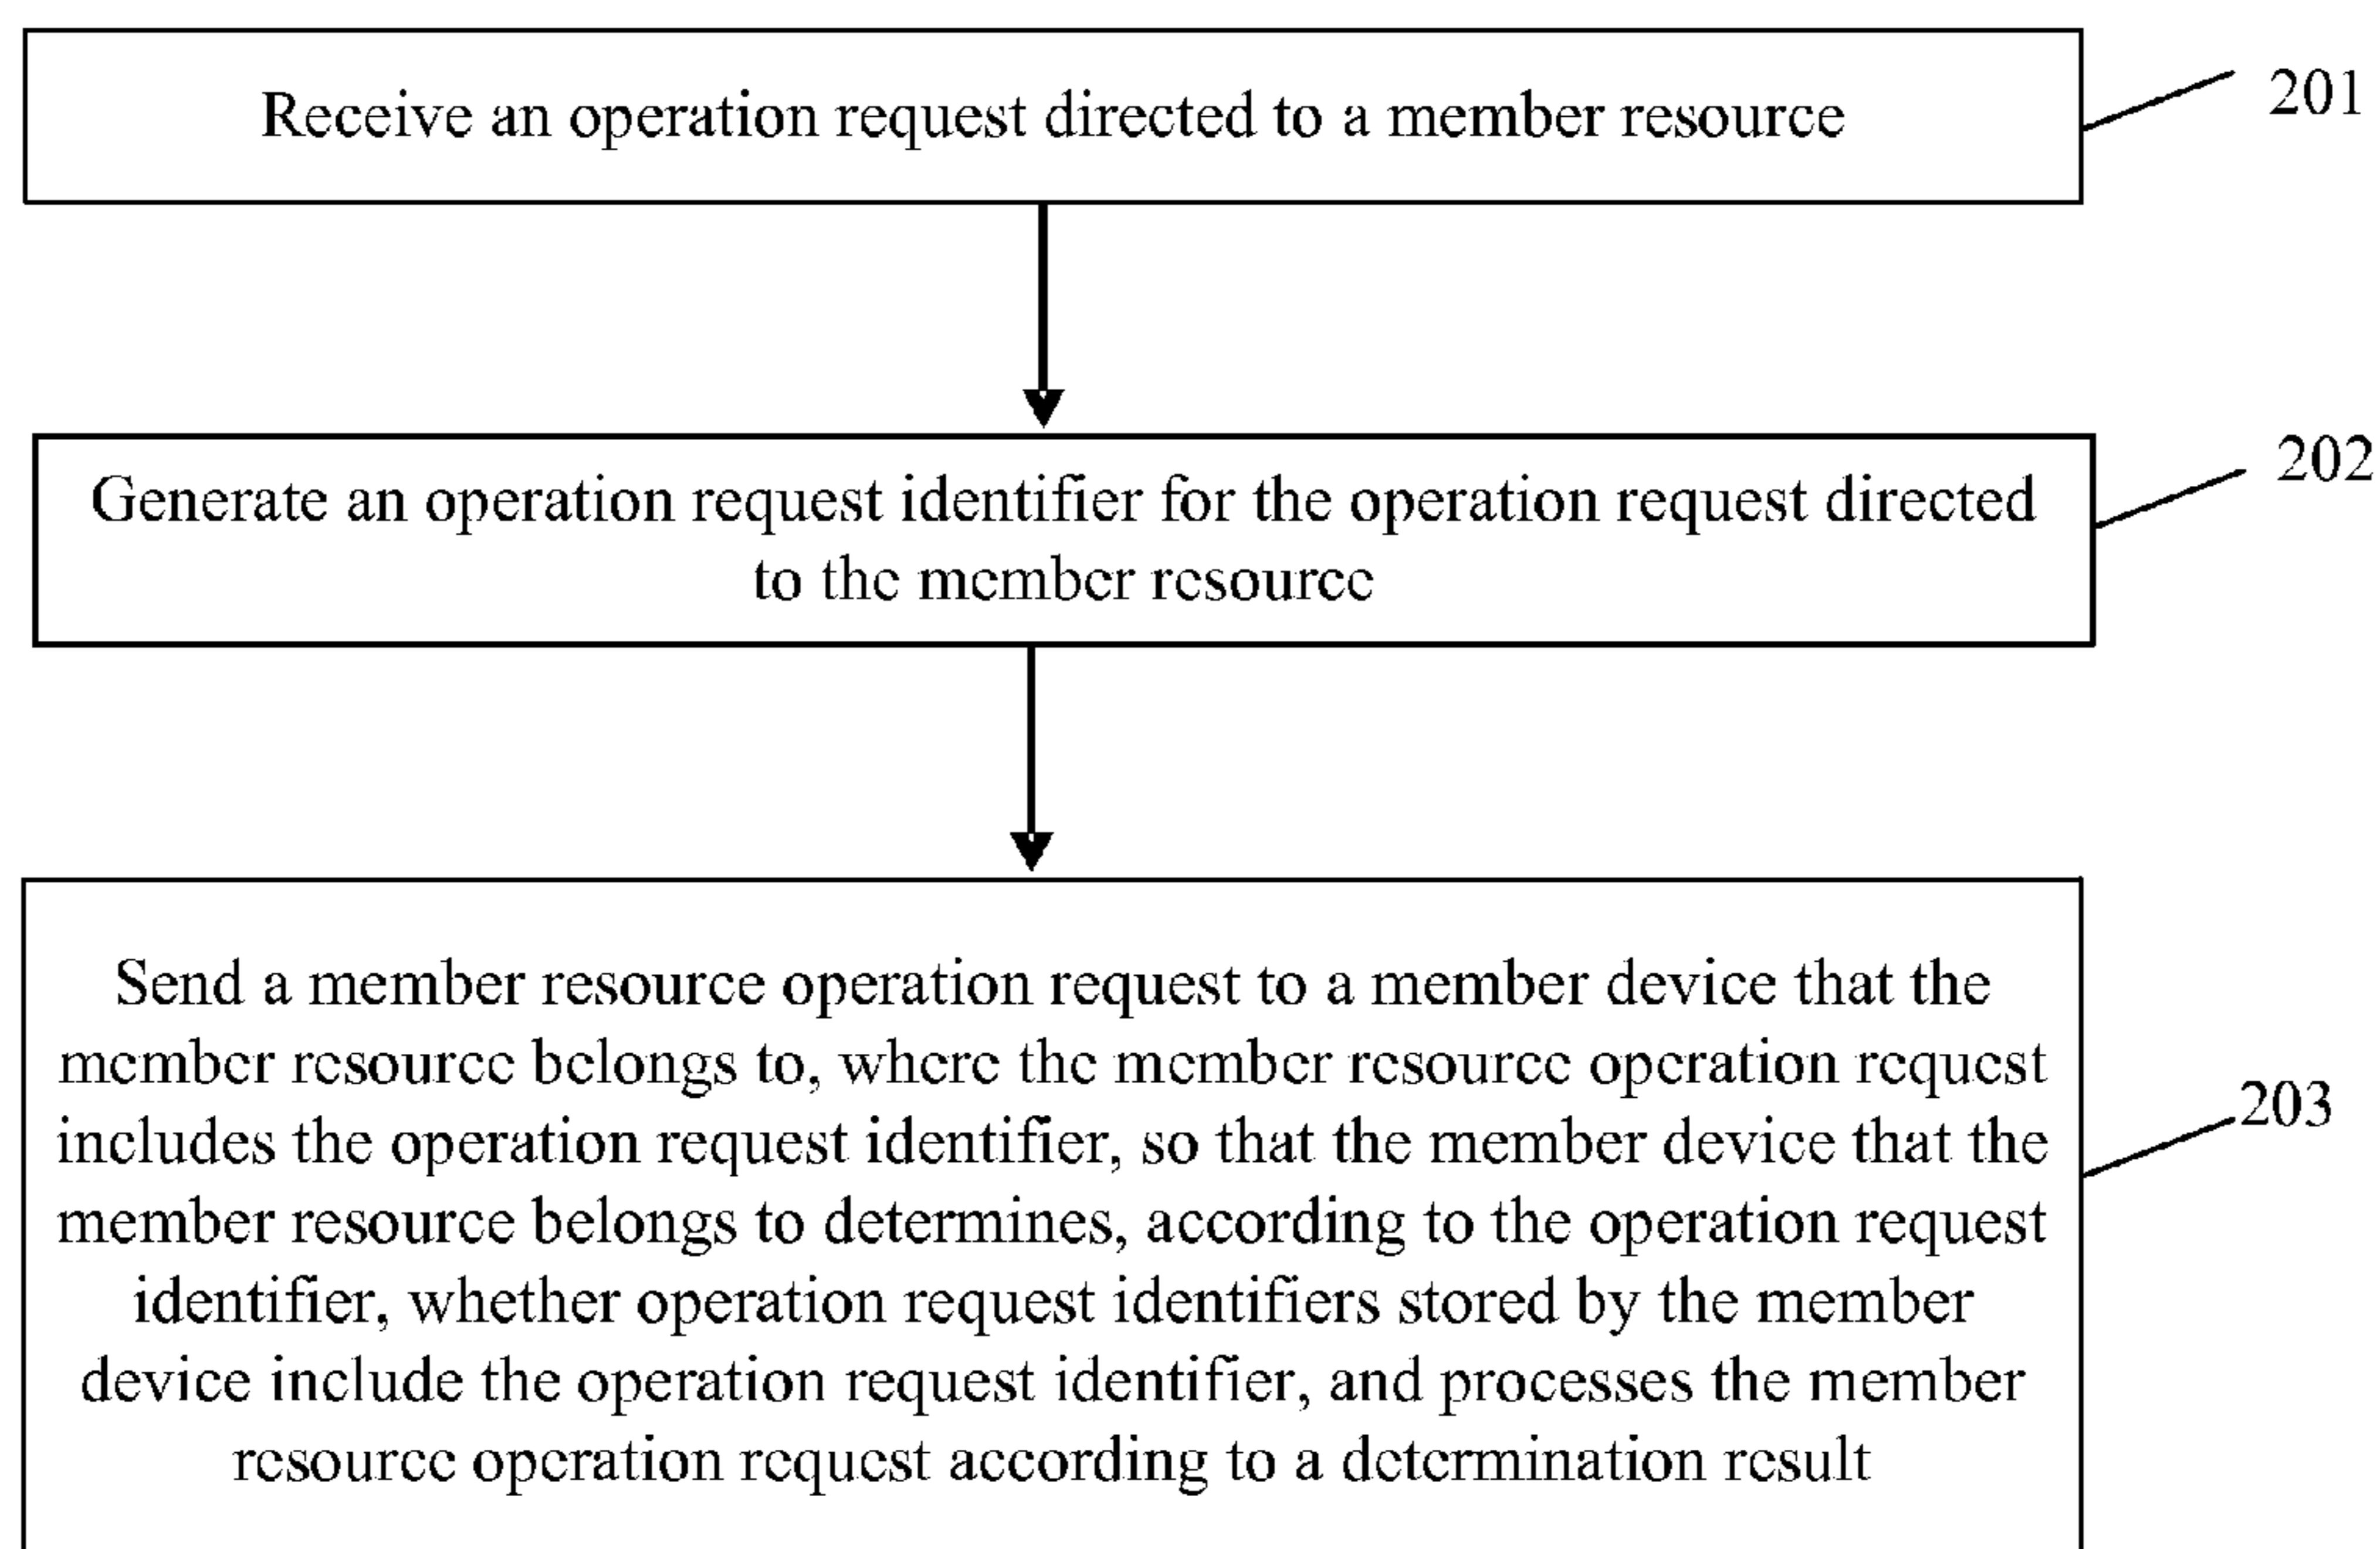 Receive an operation request directed to a member resource
201
Generate an operation request identifier for the operation request directed
to the member resource
202
Send a member resource operation request to a member device that the
member resource belongs to, where the member resource operation request
includes the operation request identifier, so that the member device that the
member resource belongs to determines, according to the operation request
identifier, whether operation request identifiers stored by the member
device include the operation request identifier, and processes the member
resource operation request according to a determination result
203